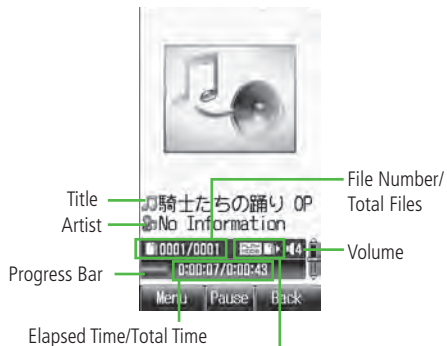 騎士たちの踊り OP
No Information
0001/0001
4
0:00:07/0:00:43
Menu Pause Back
Title
Artist
Progress Bar
Elapsed Time/Total Time
File Number/
Total Files
Volume